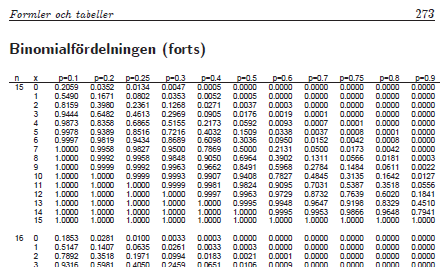 Formler och tabeller 273
Binomialfördelningen (forts)
n x p=0.1 p=0.2 p=0.25 p=0.3 p=0.4 p=0.5 p=0.6 p=0.7 p=0.75 p=0.8 p=0.9
15 0 0.2059 0.0352 0.0134 0.0047 0.0005 0.0000 0.0000 0.0000 0.0000 0.0000 0.0000
1 0.5490 0.1671 0.0802 0.0353 0.0052 0.0005 0.0000 0.0000 0.0000 0.0000 0.0000
2 0.8159 0.3980 0.2361 0.1268 0.0271 0.0037 0.0003 0.0000 0.0000 0.0000 0.0000
3 0.9444 0.6482 0.4613 0.2969 0.0905 0.0176 0.0019 0.0001 0.0000 0.0000 0.0000
4 0.9873 0.8358 0.6865 0.5155 0.2173 0.0592 0.0093 0.0007 0.0001 0.0000 0.0000
5 0.9978 0.9389 0.8516 0.7216 0.4032 0.1509 0.0338 0.0037 0.0008 0.0001 0.0000
6 0.9997 0.9819 0.9434 0.8689 0.6098 0.3036 0.0950 0.0152 0.0042 0.0008 0.0000
7 1.0000 0.9958 0.9827 0.9500 0.7869 0.5000 0.2131 0.0500 0.0173 0.0042 0.0000
8 1.0000 0.9992 0.9958 0.9848 0.9050 0.6964 0.3902 0.1311 0.0566 0.0181 0.0003
9 1.0000 0.9999 0.9992 0.9963 0.9662 0.8491 0.5968 0.2784 0.1484 0.0611 0.0022
10 1.0000 1.0000 0.9999 0.9993 0.9907 0.9408 0.7827 0.4845 0.3135 0.1642 0.0127
11 1.0000 1.0000 1.0000 0.9999 0.9981 0.9824 0.9095 0.7031 0.5387 0.3518 0.0556
12 1.0000 1.0000 1.0000 1.0000 0.9997 0.9963 0.9729 0.8732 0.7639 0.6020 0.1841
13 1.0000 1.0000 1.0000 1.0000 1.0000 0.9995 0.9948 0.9647 0.9198 0.8329 0.4510
14 1.0000 1.0000 1.0000 1.0000 1.0000 1.0000 0.9995 0.9953 0.9866 0.9648 0.7941
15 1.0000 1.0000 1.0000 1.0000 1.0000 1.0000 1.0000 1.0000 1.0000 1.0000 1.0000
16 0 0.1853 0.0281 0.0100 0.0033 0.0003 0.0000 0.0000 0.0000 0.0000 0.0000 0.0000
1 0.5147 0.1407 0.0635 0.0261 0.0033 0.0003 0.0000 0.0000 0.0000 0.0000 0.0000
2 0.7892 0.3518 0.1971 0.0994 0.0183 0.0021 0.0001 0.0000 0.0000 0.0000 0.0000
3 0.9316 0.5981 0.4050 0.2459 0.0651 0.0106 0.0009 0.0000 0.0000 0.0000 0.0000